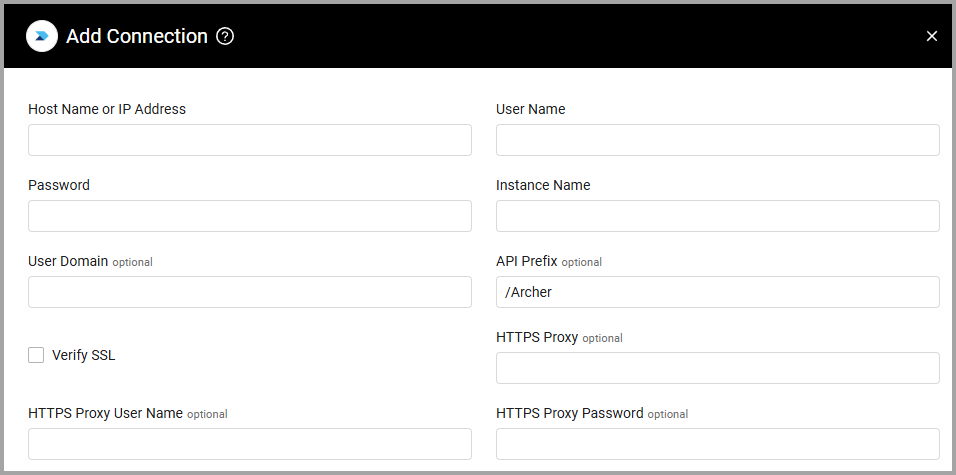 Add Connection ?
Host Name or IP Address
User Name
Password
Instance Name
User Domain optional
API Prefix optional
/Archer
Verify SSL
HTTPS Proxy optional
HTTPS Proxy User Name optional
HTTPS Proxy Password optional